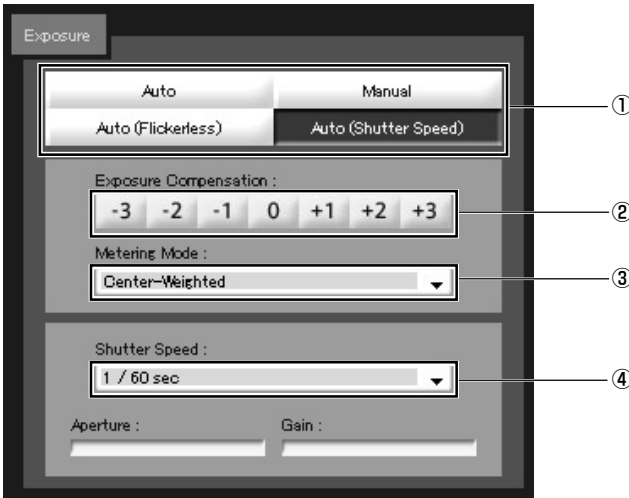 Exposure
Auto Manual
Auto (Flickerless) Auto (Shutter Speed)
①
Exposure Compensation :
-3 -2 -1 0 +1 +2 +3
②
Metering Mode :
Center-Weighted
③
Shutter Speed :
1 / 60 sec
④
Aperture : Gain :